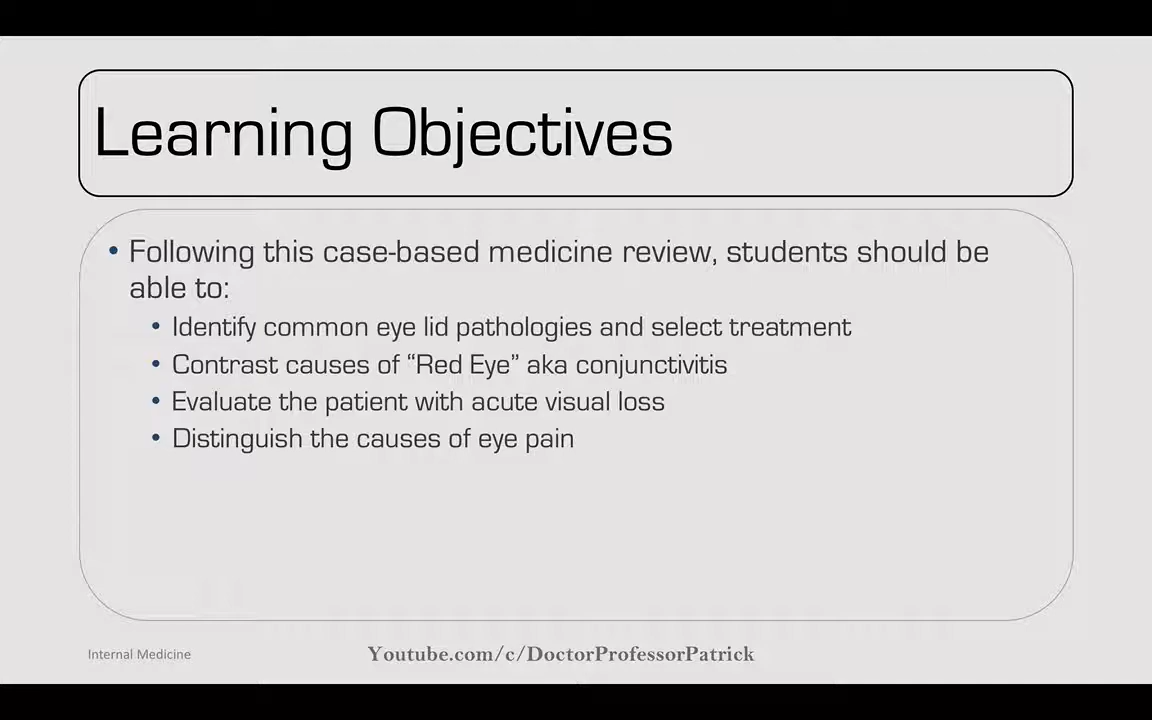 Learning Objectives
• Following this case-based medicine review, students should be
able to:
• Identify common eye lid pathologies and select treatment
• Contrast causes of “Red Eye” aka conjunctivitis
• Evaluate the patient with acute visual loss
• Distinguish the causes of eye pain
Internal Medicine
Youtube.com/c/DoctorProfessorPatrick